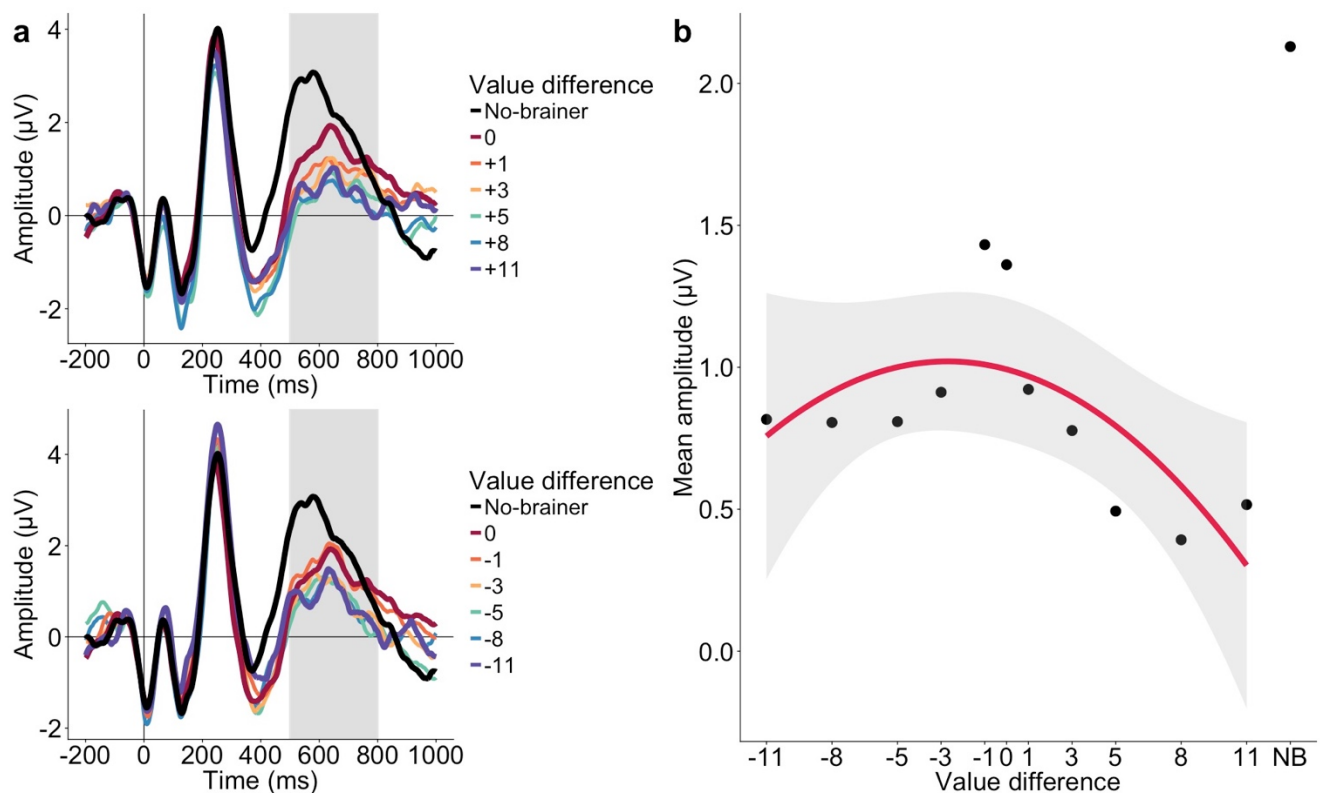 a
4
2
0
-2
Amplitude (µV)
-200 0 200 400 600 800 1000
Time (ms)
Value difference
No-brainer
0
+1
+3
+5
+8
+11
4
2
0
-2
Amplitude (µV)
-200 0 200 400 600 800 1000
Time (ms)
Value difference
No-brainer
0
-1
-3
-5
-8
-11
b
2.0
1.5
1.0
0.5
0.0
Mean amplitude (µV)
-11 -8 -5 -3 -1 0 1 3 5 8 11 NB
Value difference